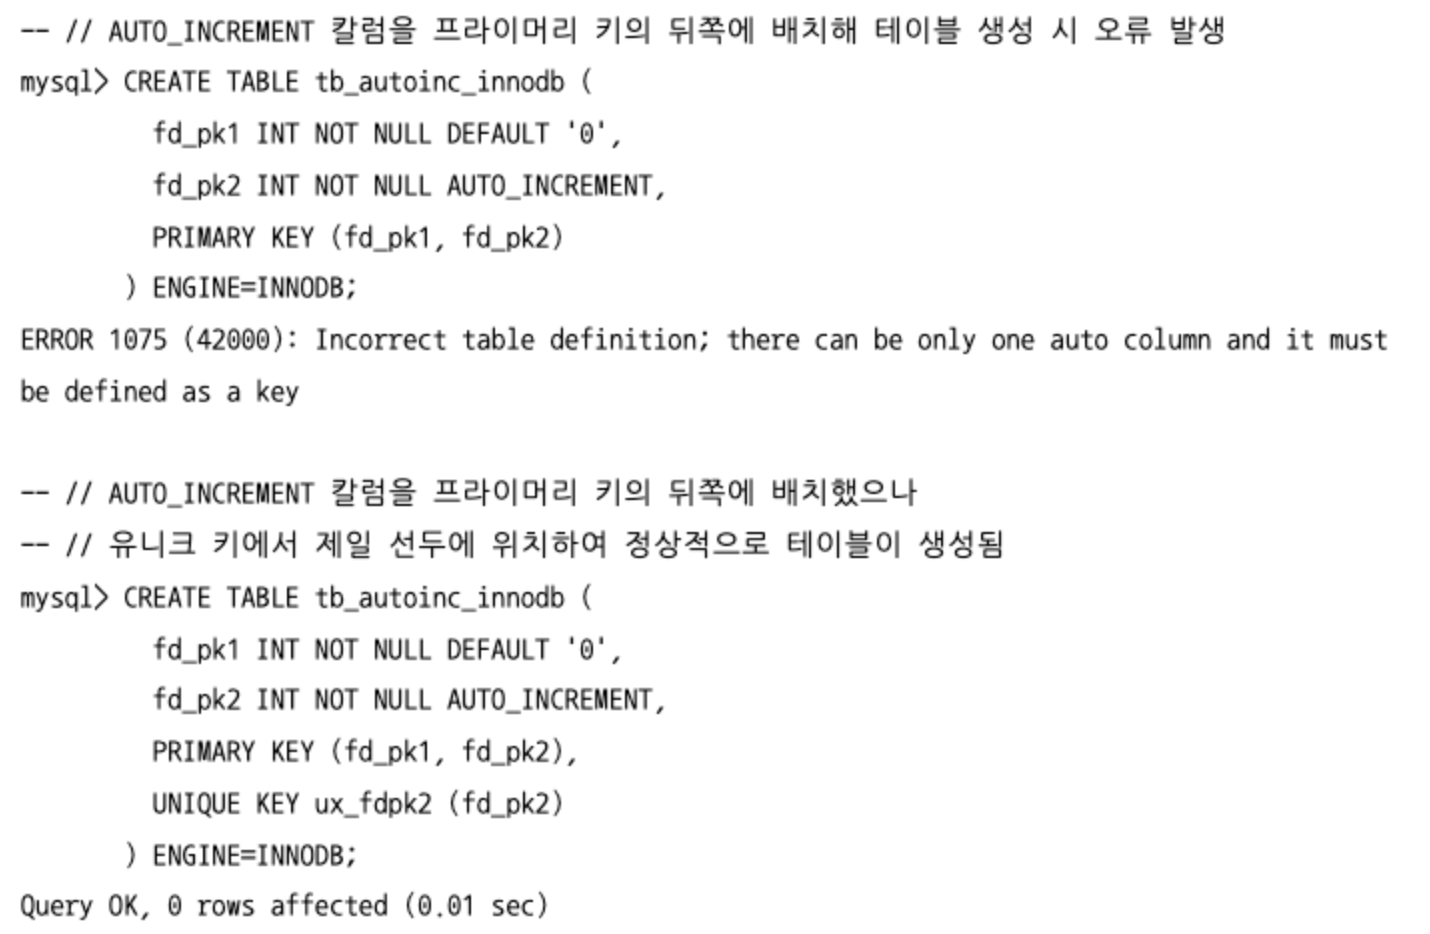 -- // AUTO_INCREMENT 칼럼을 프라이머리 키의 뒤쪽에 배치해 테이블 생성 시 오류 발생
mysql> CREATE TABLE tb_autoinc_innodb (
fd_pk1 INT NOT NULL DEFAULT '0',
fd_pk2 INT NOT NULL AUTO_INCREMENT,
PRIMARY KEY (fd_pk1, fd_pk2)
) ENGINE=INNODB;
ERROR 1075 (42000): Incorrect table definition; there can be only one auto column and it must
be defined as a key
-- // AUTO_INCREMENT 칼럼을 프라이머리 키의 뒤쪽에 배치했으나
-- // 유니크 키에서 제일 선두에 위치하여 정상적으로 테이블이 생성됨
mysql> CREATE TABLE tb_autoinc_innodb (
fd_pk1 INT NOT NULL DEFAULT '0',
fd_pk2 INT NOT NULL AUTO_INCREMENT,
PRIMARY KEY (fd_pk1, fd_pk2),
UNIQUE KEY ux_fdpk2 (fd_pk2)
) ENGINE=INNODB;
Query OK, 0 rows affected (0.01 sec)